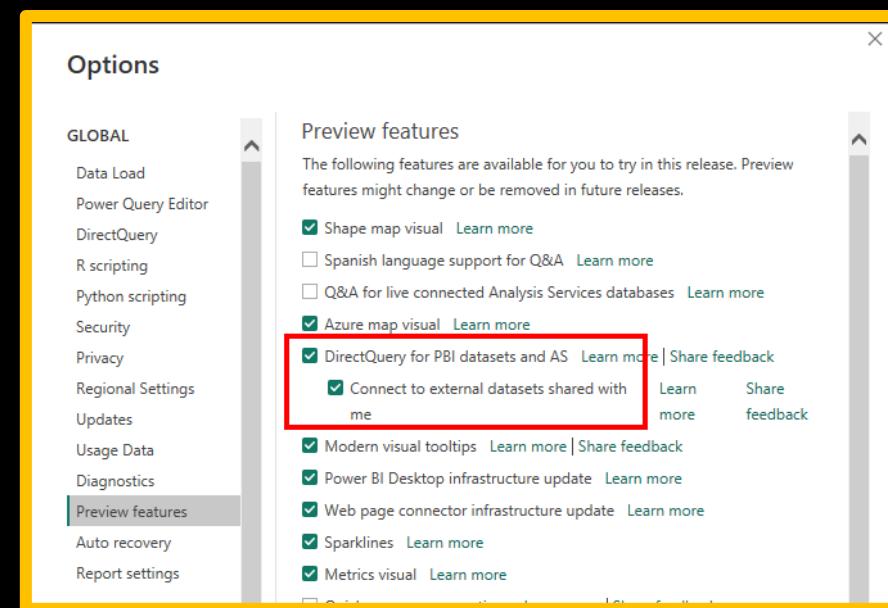 Options
GLOBAL
Data Load
Power Query Editor
DirectQuery
R scripting
Python scripting
Security
Privacy
Regional Settings
Updates
Usage Data
Diagnostics
Preview features
Auto recovery
Report settings
Preview features
The following features are available for you to try in this release. Preview
features might change or be removed in future releases.
Shape map visual Learn more
Spanish language support for Q&A Learn more
Q&A for live connected Analysis Services databases Learn more
Azure map visual Learn more
DirectQuery for PBI datasets and AS Learn more | Share feedback
Connect to external datasets shared with Learn Share
me more feedback
Modern visual tooltips Learn more | Share feedback
Power BI Desktop infrastructure update Learn more
Web page connector infrastructure update Learn more
Sparklines Learn more
Metrics visual Learn more